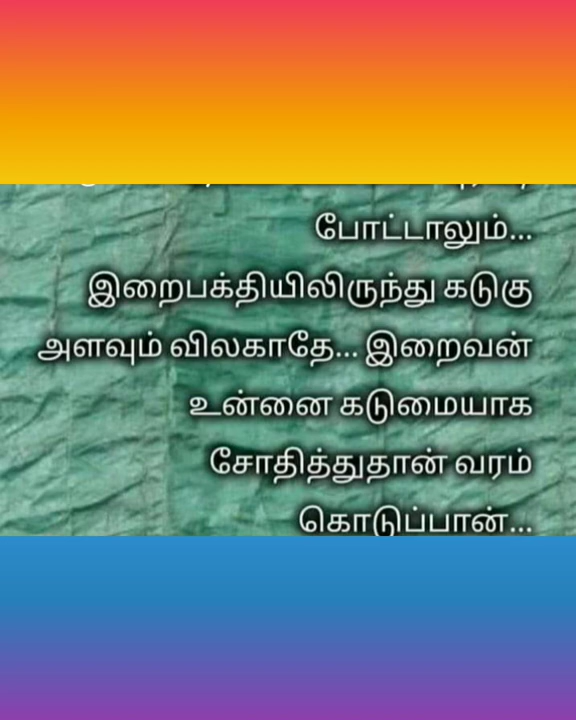 போட்டாலும்...
இறைபக்தியிலிருந்து கடுகு
அளவும் விலகாதே... இறைவன்
உன்னை கடுமையாக
சோதித்துதான் வரம்
கொடுப்பான்...